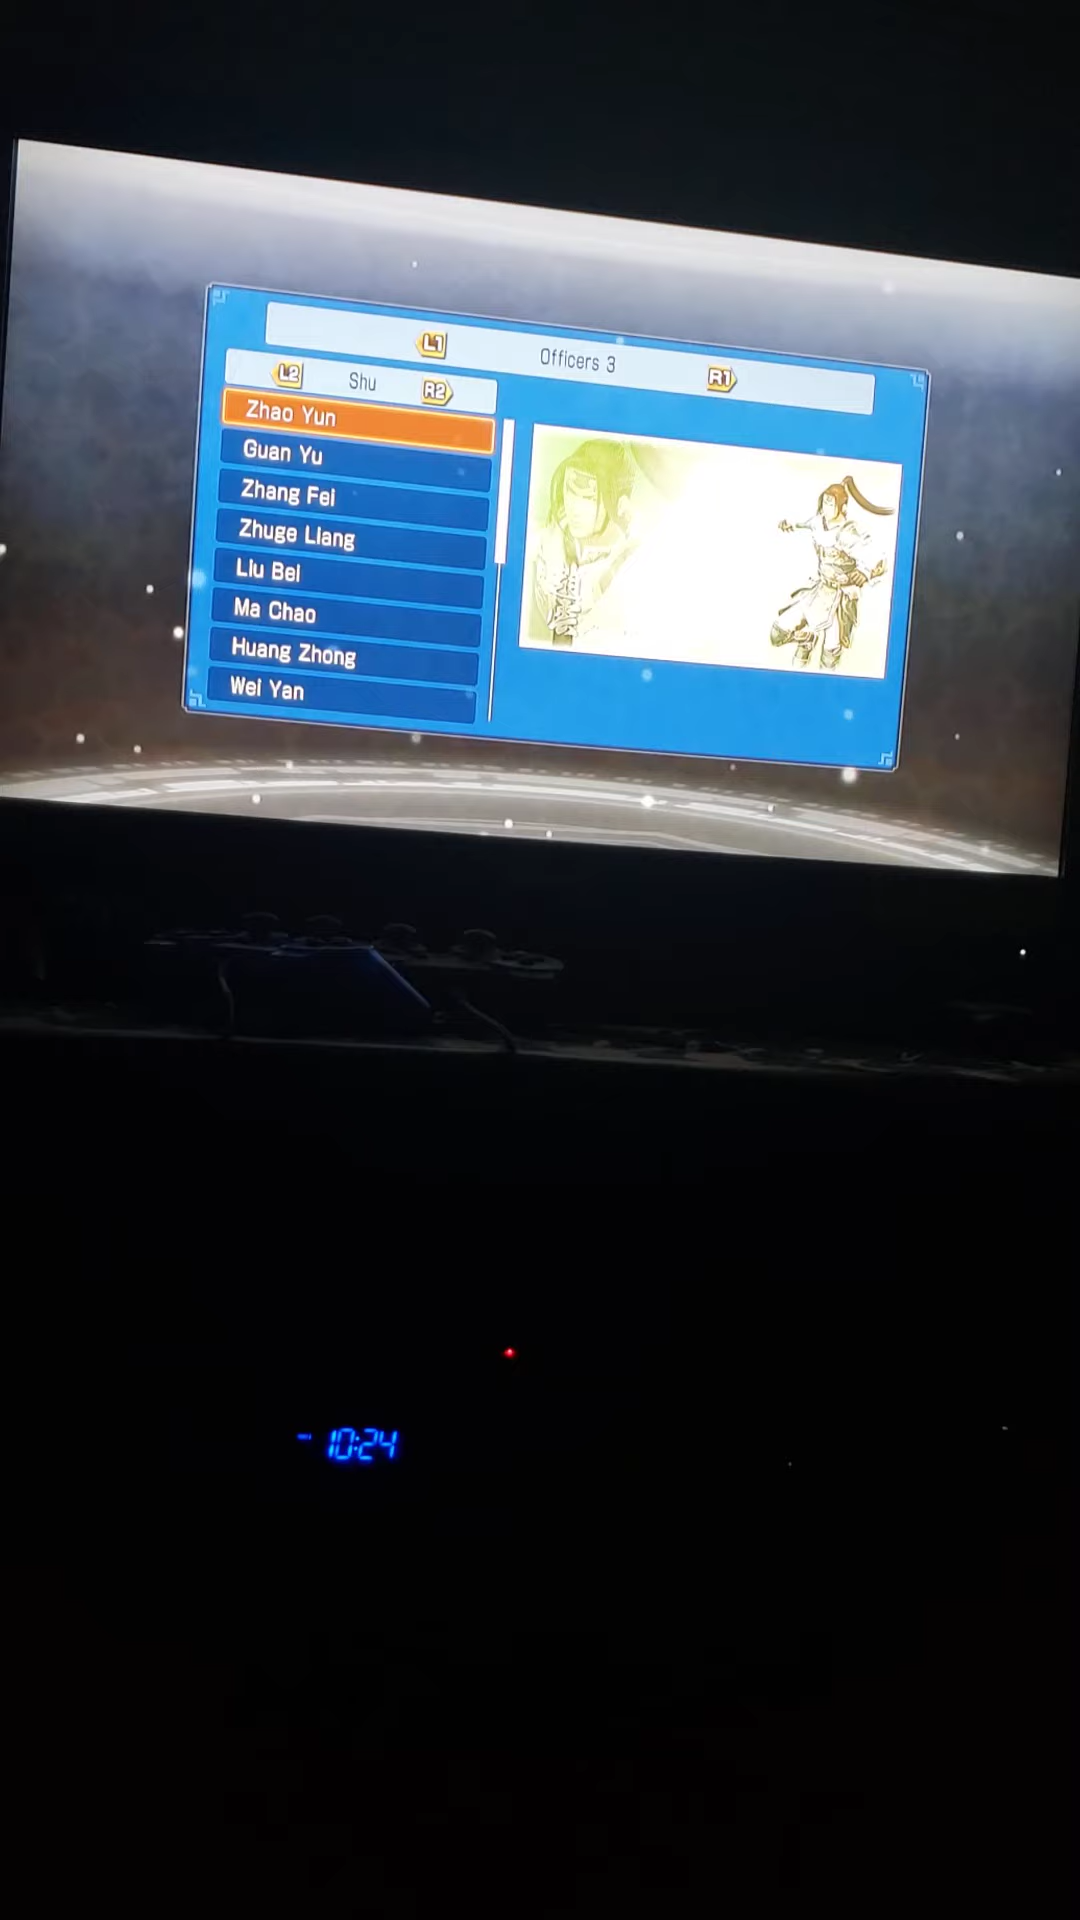 L1 Officers 3 R1
L2 Shu R2
Zhao Yun
Guan Yu
Zhang Fei
Zhuge Liang
Liu Bei
Ma Chao
Huang Zhong
Wei Yan
10:24